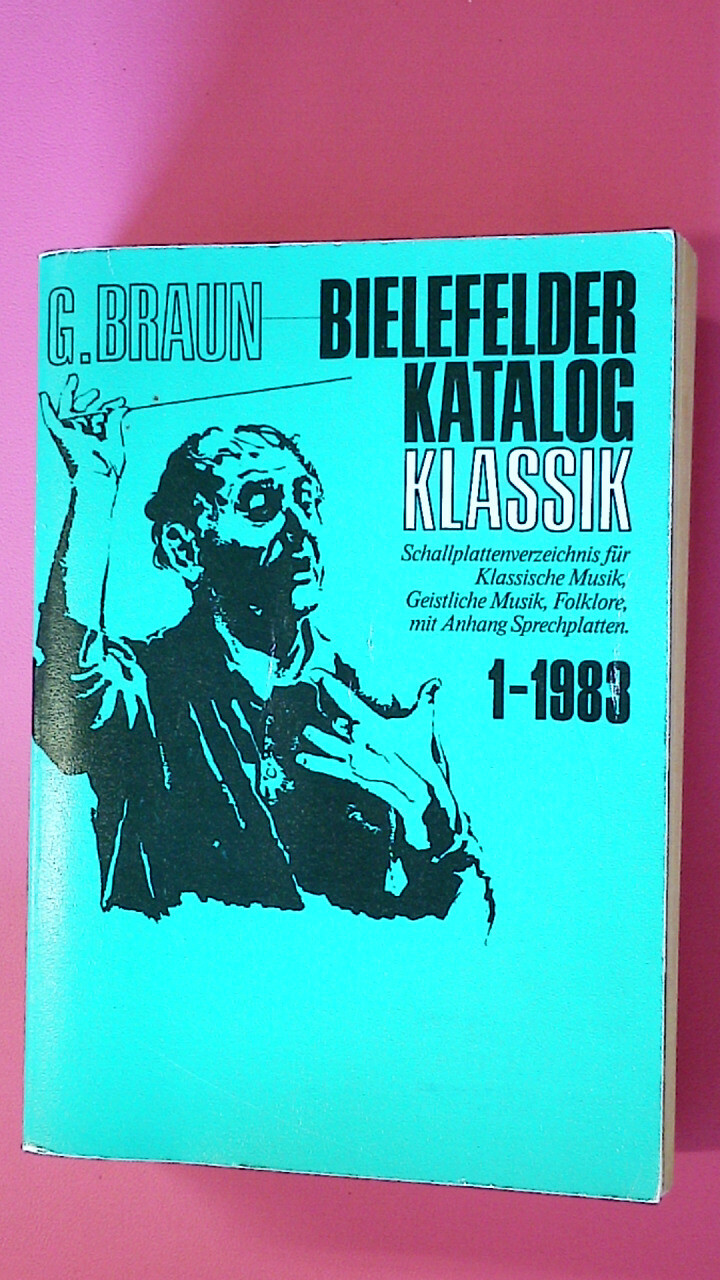 G. BRAUN BIELEFELDER
KATALOG
KLASSIK
Schallplattenverzeichnis für
Klassische Musik,
Geistliche Musik, Folklore,
mit Anhang Sprechplatten.
1-1983